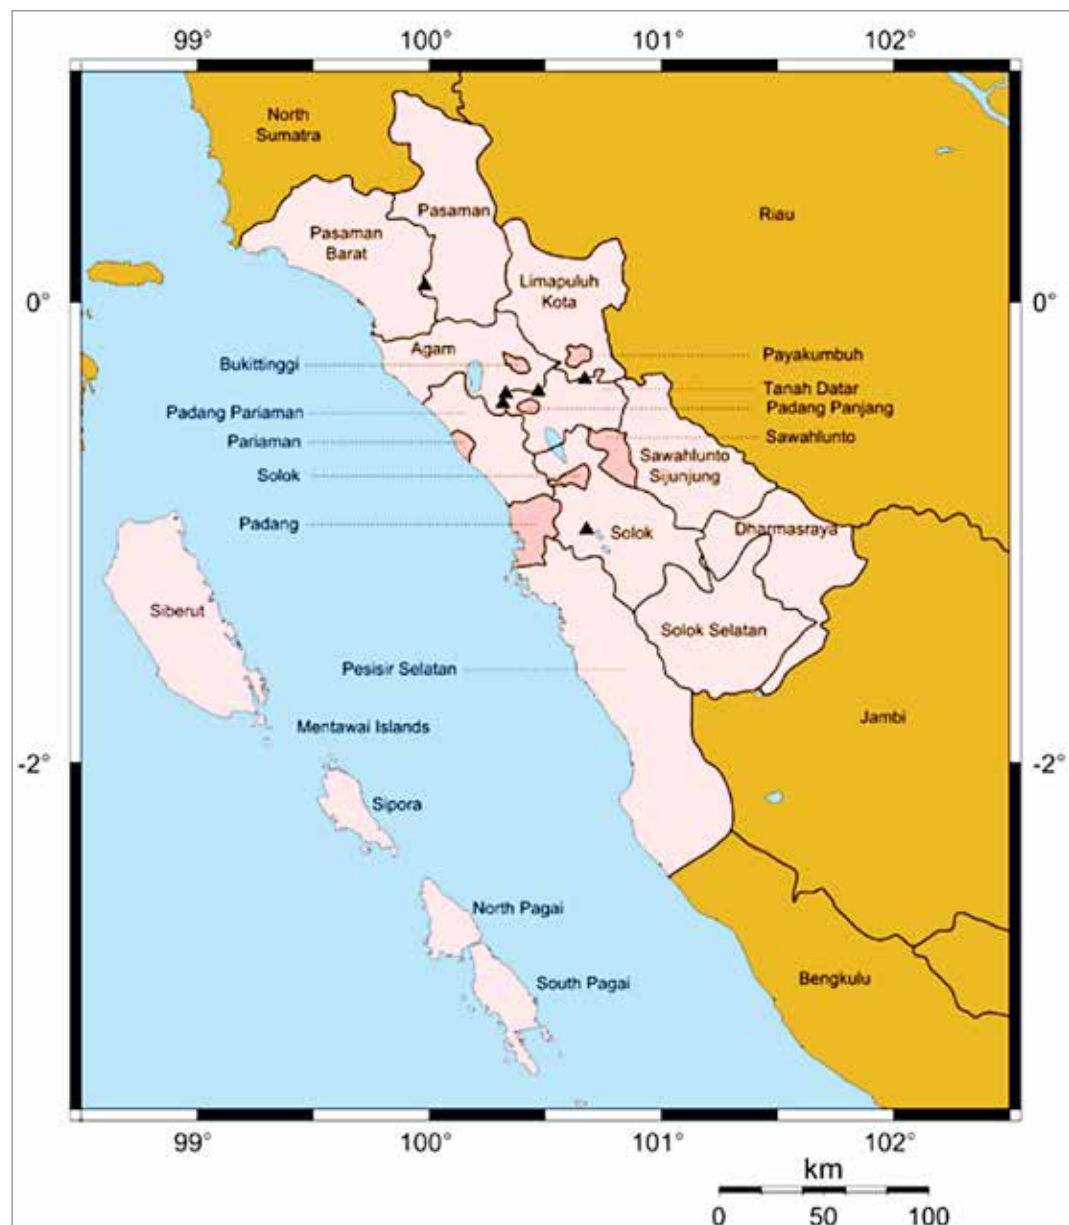 99°
100°
101°
102°
North
Sumatra
Pasaman
Riau
Pasaman
Barat
Limapuluh
Kota
0°
0°
Agam
Payakumbuh
Bukittinggi
Tanah Datar
Padang Pariaman
Padang Panjang
Pariaman
Sawahlunto
Solok
Sawahlunto
Sijunjung
Padang
Solok
Dharmasraya
Siberut
Solok Selatan
Pesisir Selatan
Jambi
Mentawai Islands
-2°
-2°
Sipora
North Pagai
South Pagai
Bengkulu
99°
100°
101°
102°
km
0
50
100